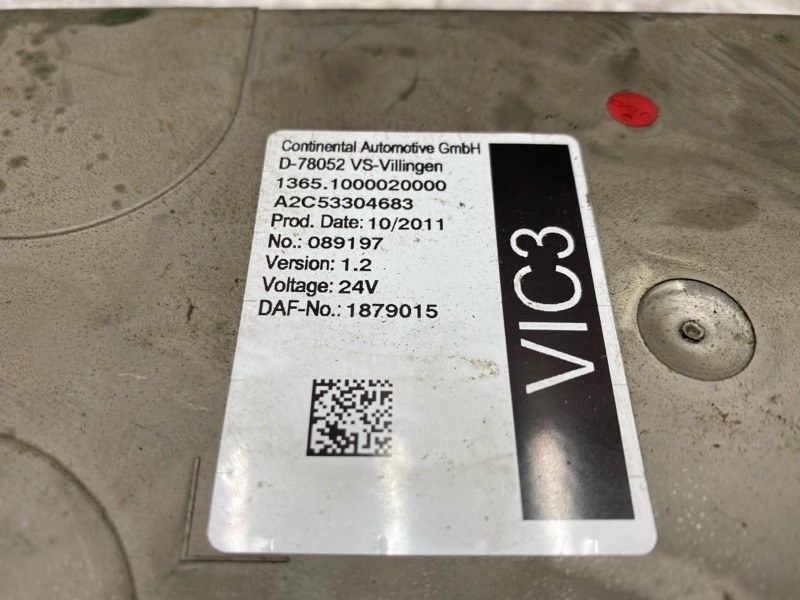 Continental Automotive GmbH
D-78052 VS-Villingen
1365.1000020000
A2C53304683
Prod. Date: 10/2011
No.: 089197
Version: 1.2
Voltage: 24V
DAF-No.: 1879015
VIC3